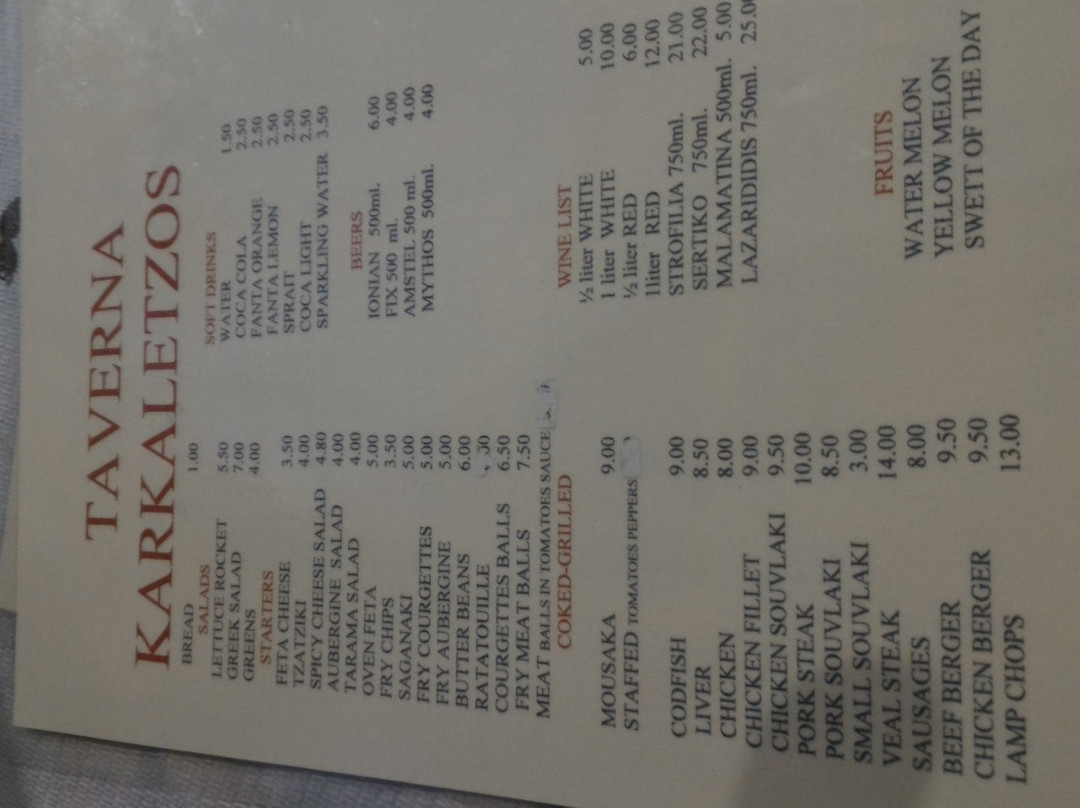 TAVERNA
KARKALETZOS
BREAD 1.00
SALADS
LETTUCE ROCKET 5.50
GREEK SALAD 7.00
GREENS 4.00
STARTERS
FETA CHEESE 3.50
TZATZIKI 4.00
SPICY CHEESE SALAD 4.80
AUBERGINE SALAD 4.00
TARAMA SALAD 4.00
OVEN FETA 5.00
FRY CHIPS 3.50
SAGANAKI 5.00
FRY COURGETTES 5.00
FRY AUBERGINE 5.00
BUTTER BEANS 6.00
RATATOUILE
COURGETTES BALLS 6.50
FRY MEAT BALLS 7.50
MEAT BALLS IN TOMATOES SAUCE
COKED-GRILLED
MOUSAKA 9.00
STAFFED TOMATOES PEPPERS
CODFISH 9.00
LIVER 8.50
CHICKEN 8.00
CHICKEN FILLET 9.00
CHICKEN SOUVLAKI 9.50
PORK STEAK 10.00
PORK SOUVLAKI 8.50
SMALL SOUVLAKI 3.00
VEAL STEAK 14.00
SAUSAGES 8.00
BEEF BERGER 9.50
CHICKEN BERGER 9.50
LAMP CHOPS 13.00
SOFT DRINKS
WATER 1.50
COCA COLA 2.50
FANTA ORANGE 2.50
FANTA LEMON 2.50
SPRAIT 2.50
COCA LIGHT 2.50
SPARKLING WATER 3.50
BEERS
IONIAN 500ml. 6.00
FIX 500 ml. 4.00
AMSTEL 500 ml. 4.00
MYTHOS 500ml. 4.00
WINE LIST
½ liter WHITE 5.00
1 liter WHITE 10.00
½ liter RED 6.00
1liter RED 12.00
STROFILIA 750ml. 21.00
SERTIKO 750ml. 22.00
MALAMATINA 500ml. 5.00
LAZARIDIDIS 750ml. 25.00
FRUITS
WATER MELON
YELLOW MELON
SWETT OF THE DAY